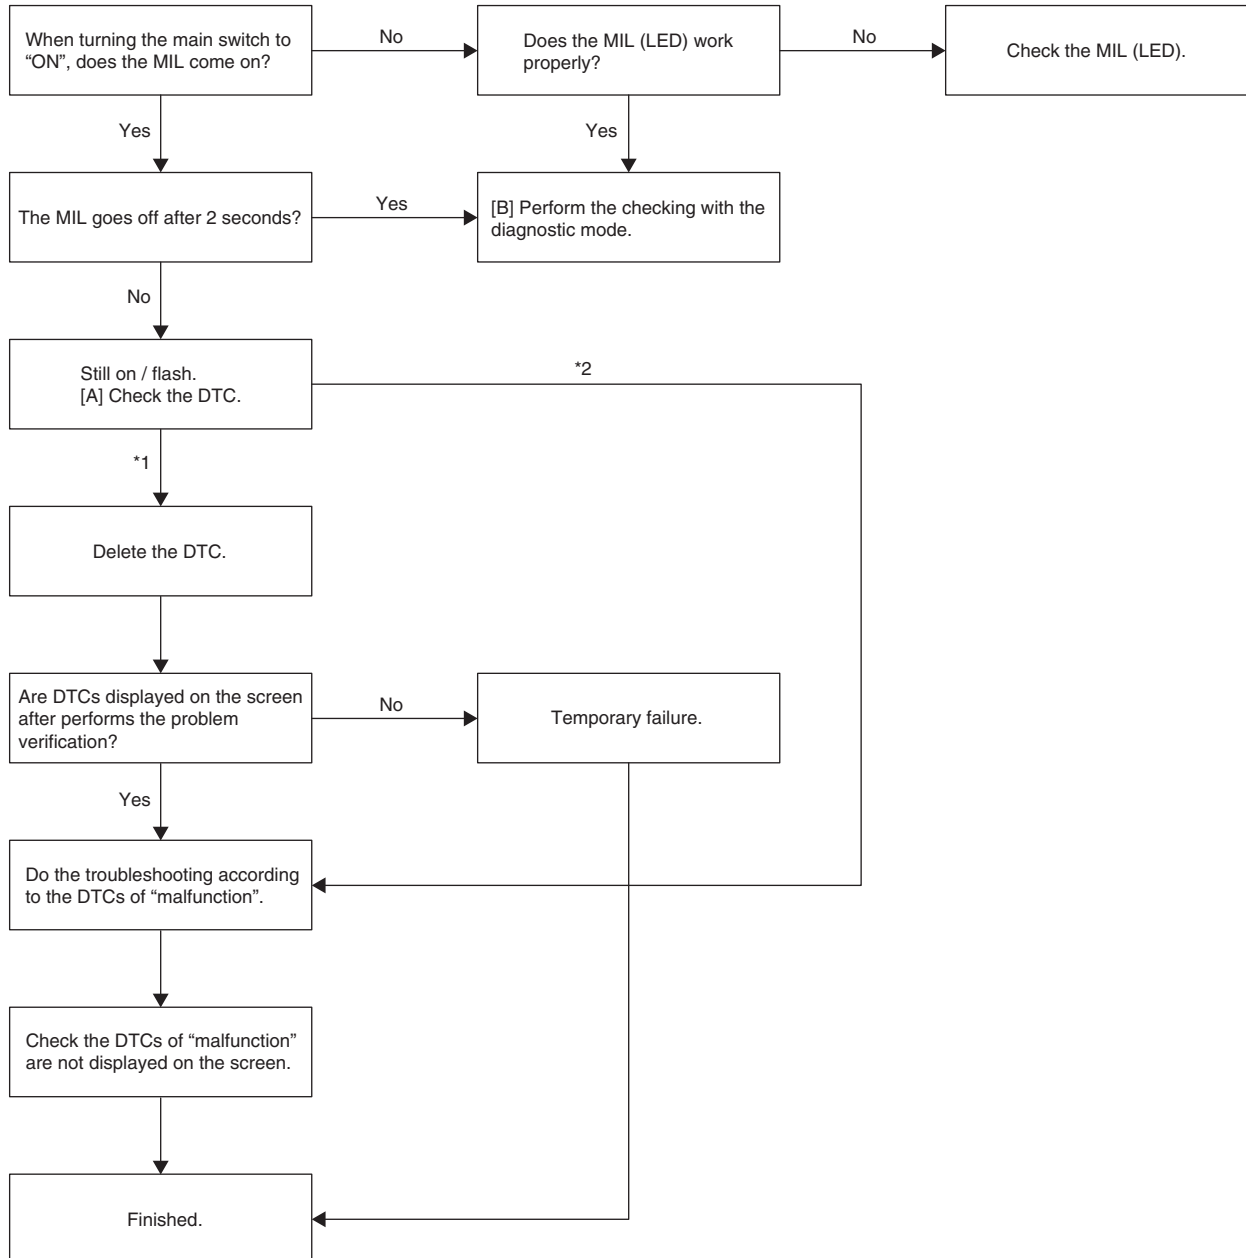 When turning the main switch to
“ON”, does the MIL come on?
No
Does the MIL (LED) work
properly?
No
Check the MIL (LED).
Yes
Yes
The MIL goes off after 2 seconds?
Yes
[B] Perform the checking with the
diagnostic mode.
No
Still on / flash.
[A] Check the DTC.
*2
*1
Delete the DTC.
Are DTCs displayed on the screen
after performs the problem
verification?
No
Temporary failure.
Yes
Do the troubleshooting according
to the DTCs of “malfunction”.
Check the DTCs of “malfunction”
are not displayed on the screen.
Finished.